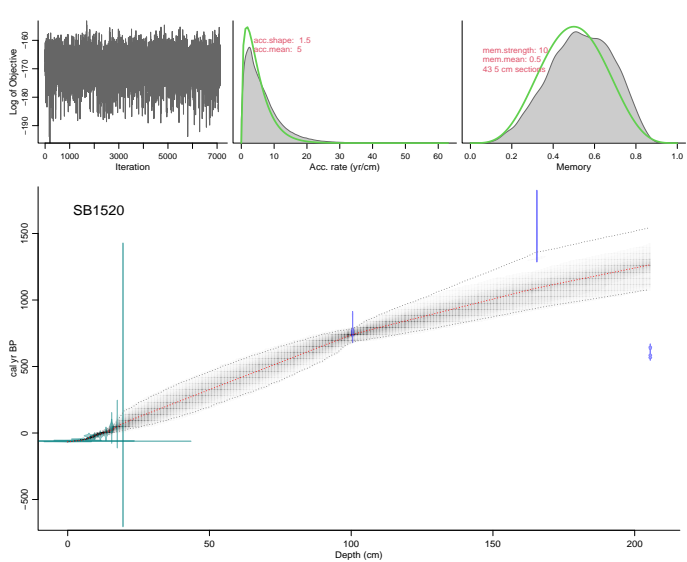 −160
−170
−180
−190
Log of Objective
0 1000 3000 5000 7000
Iteration
acc.shape: 1.5
acc.mean: 5
0 10 20 30 40 50 60
Acc. rate (yr/cm)
mem.strength: 10
mem.mean: 0.5
43 5 cm sections
0.0 0.2 0.4 0.6 0.8 1.0
Memory
SB1520
1500
1000
500
0
−500
cal yr BP
0 50 100 150 200
Depth (cm)